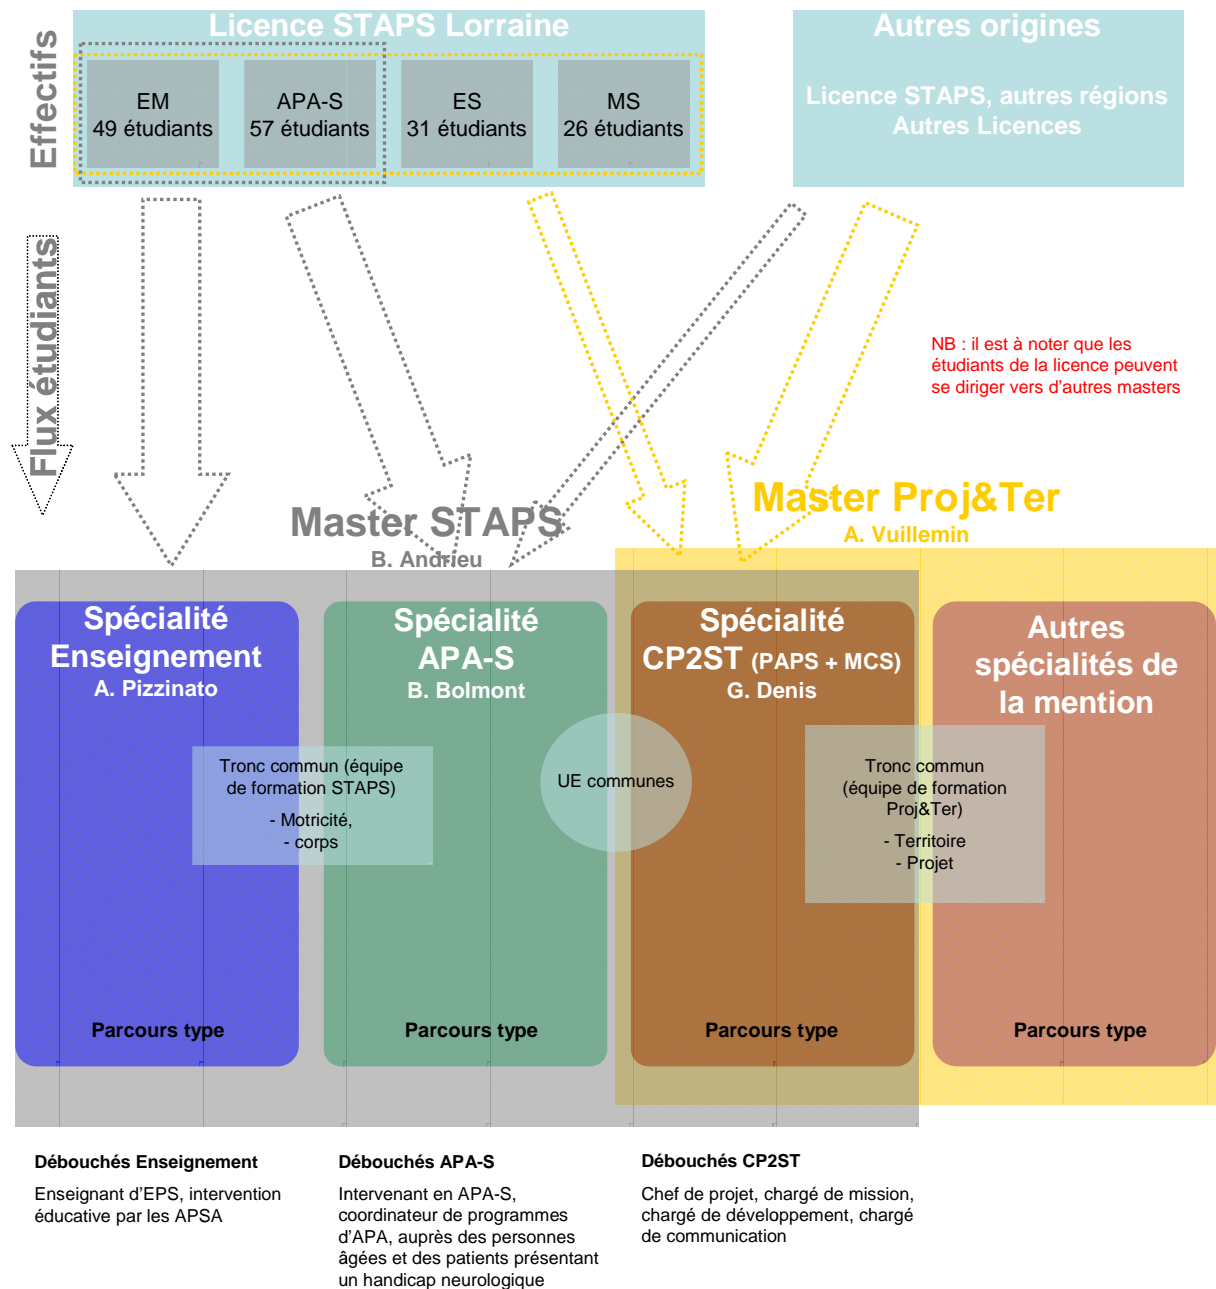 Effectifs
Licence STAPS Lorraine
EM
49 étudiants
APA-S
57 étudiants
ES
31 étudiants
MS
26 étudiants
Autres origines
Licence STAPS, autres régions
Autres Licences
Flux étudiants
NB : il est à noter que les
étudiants de la licence peuvent
se diriger vers d'autres masters
Master STAPS
B. Andrieu
Master Proj&Ter
A. Vuillemin
Spécialité
Enseignement
A. Pizzinato
Spécialité
APA-S
B. Bolmont
Spécialité
CP2ST (PAPS + MCS)
G. Denis
Autres
spécialités de
la mention
Tronc commun (équipe
de formation STAPS)
- Motricité,
- corps
UE communes
Tronc commun
(équipe de formation
Proj&Ter)
- Territoire
- Projet
Parcours type
Parcours type
Parcours type
Parcours type
Débouchés Enseignement
Enseignant d’EPS, intervention
éducative par les APSA
Débouchés APA-S
Intervenant en APA-S,
coordinateur de programmes
d’APA, auprès des personnes
âgées et des patients présentant
un handicap neurologique
Débouchés CP2ST
Chef de projet, chargé de mission,
chargé de développement, chargé
de communication